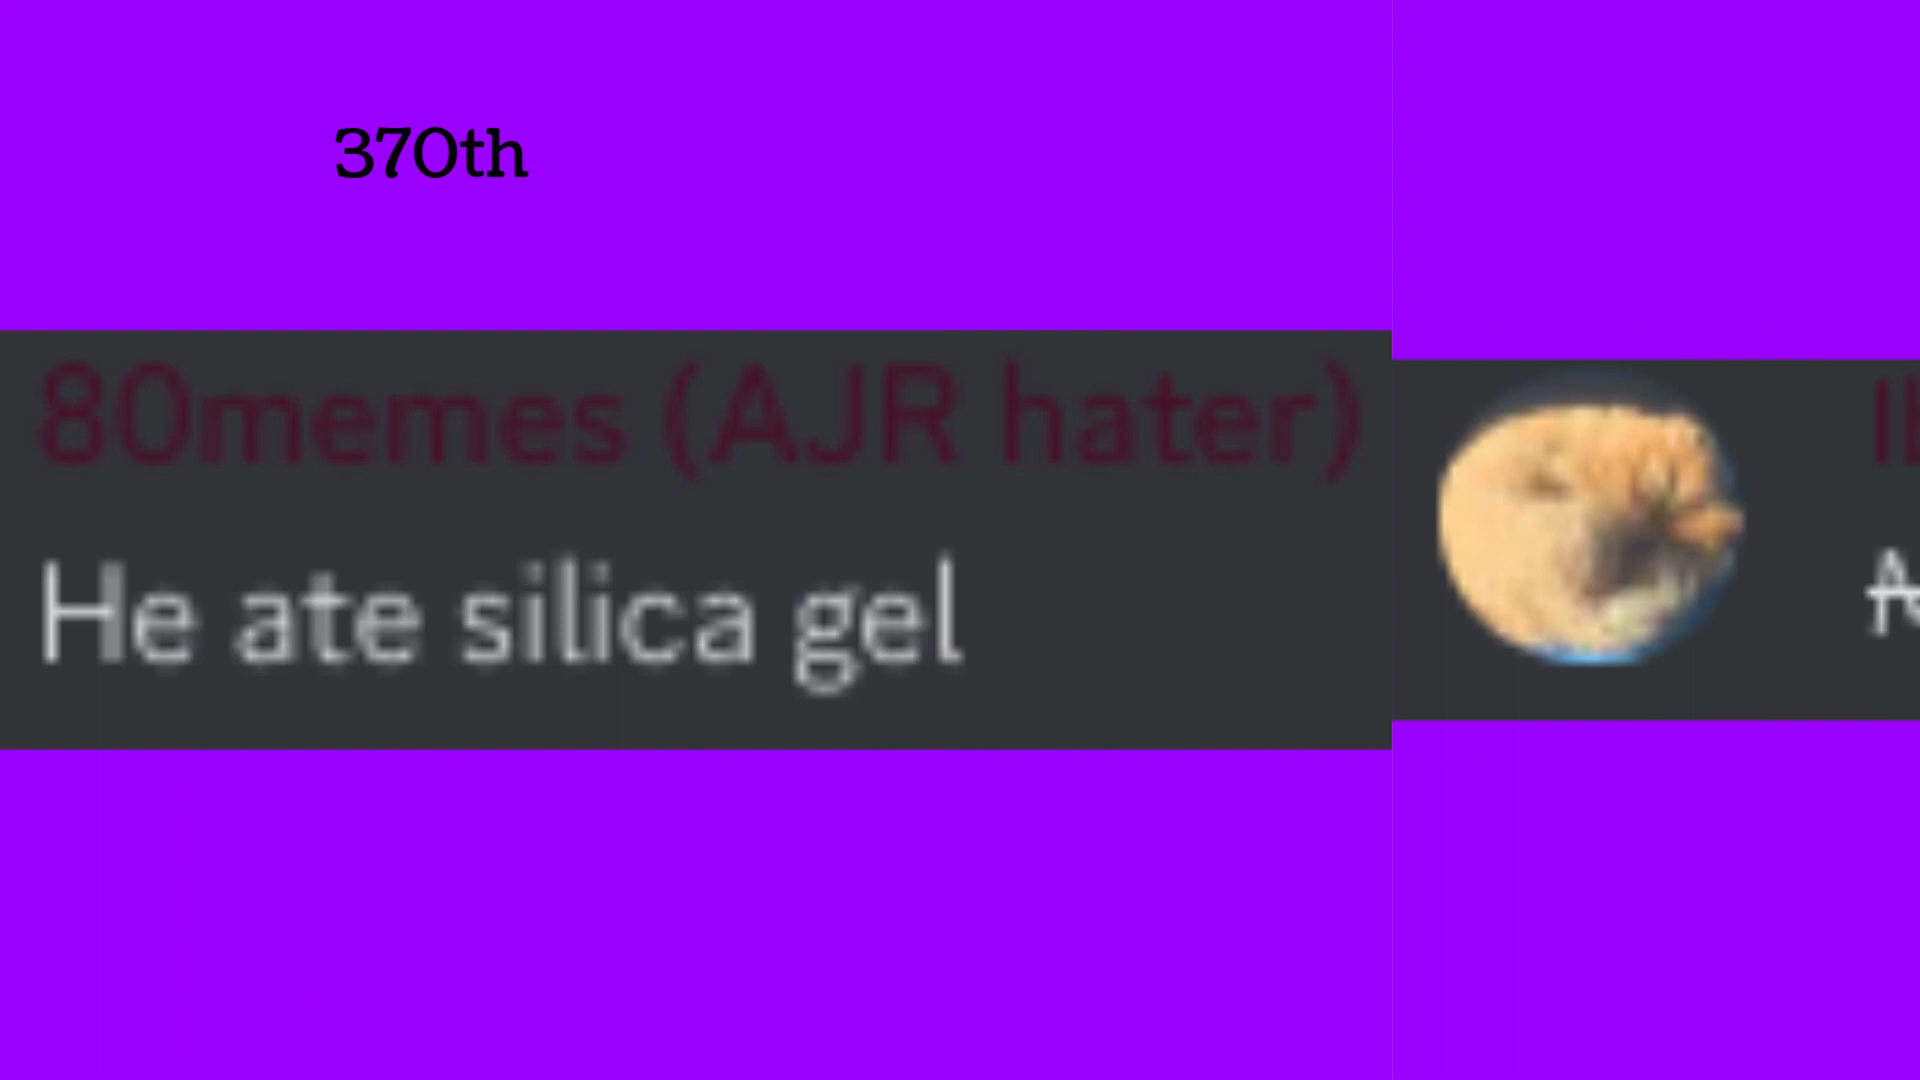 370th
80memes (AJR hater)
He ate silica gel